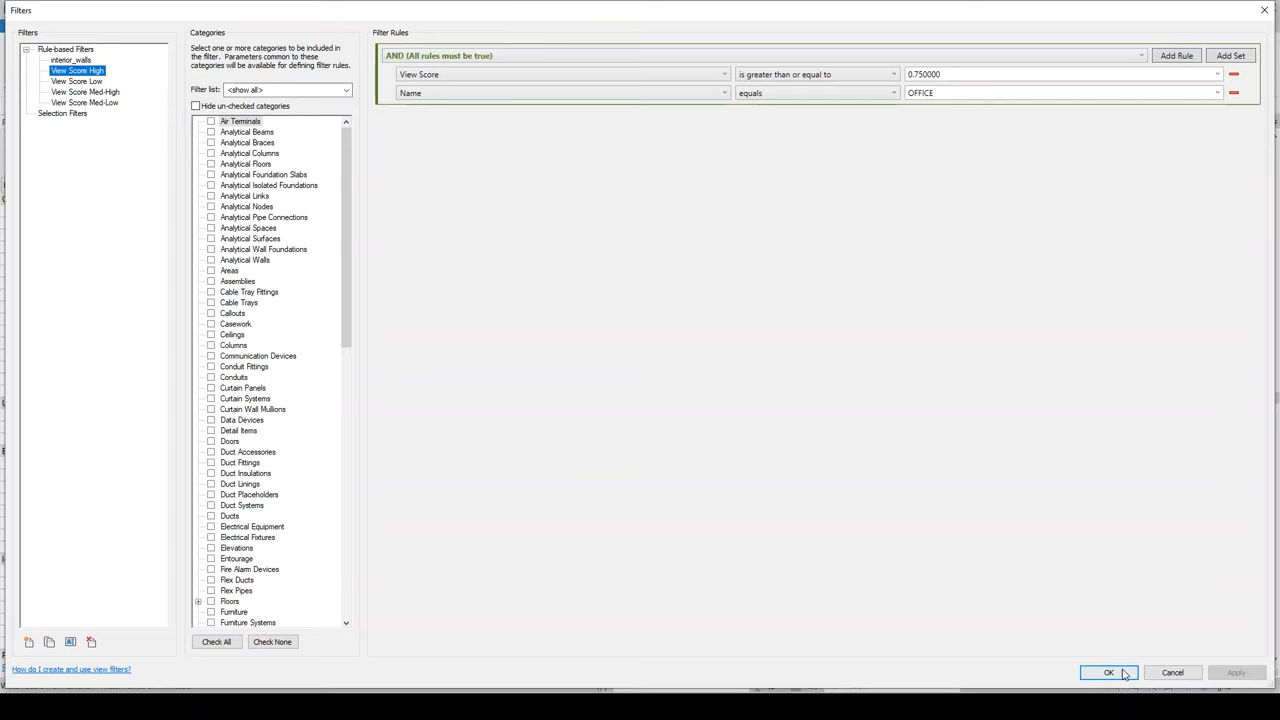 Filters
Filters
Rule-based Filters
interior_walls
View Score High
View Score Low
View Score Med-High
View Score Med-Low
Selection Filters
How do I create and use view filters?
Categories
Select one or more categories to be included in
the filter. Parameters common to these
categories will be available for defining filter rules.
Filter list: <show all>
Hide un-checked categories
Air Terminals
Analytical Beams
Analytical Braces
Analytical Columns
Analytical Floors
Analytical Foundation Slabs
Analytical Isolated Foundations
Analytical Links
Analytical Nodes
Analytical Pipe Connections
Analytical Spaces
Analytical Surfaces
Analytical Wall Foundations
Analytical Walls
Areas
Assemblies
Cable Tray Fittings
Cable Trays
Callouts
Casework
Ceilings
Columns
Communication Devices
Conduit Fittings
Conduits
Curtain Panels
Curtain Systems
Curtain Wall Mullions
Data Devices
Detail Items
Doors
Duct Accessories
Duct Fittings
Duct Insulations
Duct Linings
Duct Placeholders
Duct Systems
Ducts
Electrical Equipment
Electrical Fixtures
Elevations
Entourage
Fire Alarm Devices
Flex Ducts
Flex Pipes
Floors
Furniture
Furniture Systems
Check All Check None
Filter Rules
AND (All rules must be true) Add Rule Add Set
View Score is greater than or equal to 0.750000
Name equals OFFICE
OK Cancel Apply